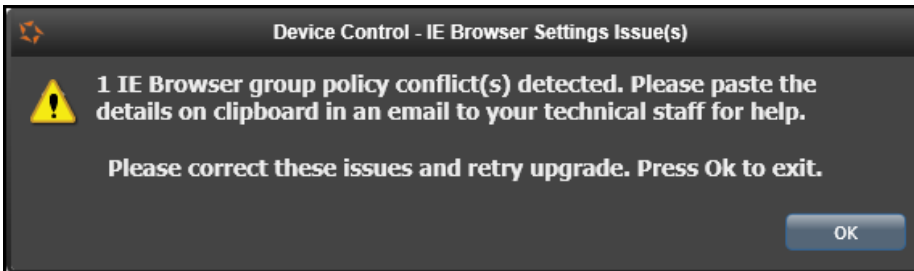 Device Control - IE Browser Settings Issue(s)
1 IE Browser group policy conflict(s) detected. Please paste the
details on clipboard in an email to your technical staff for help.
Please correct these issues and retry upgrade. Press Ok to exit.
OK